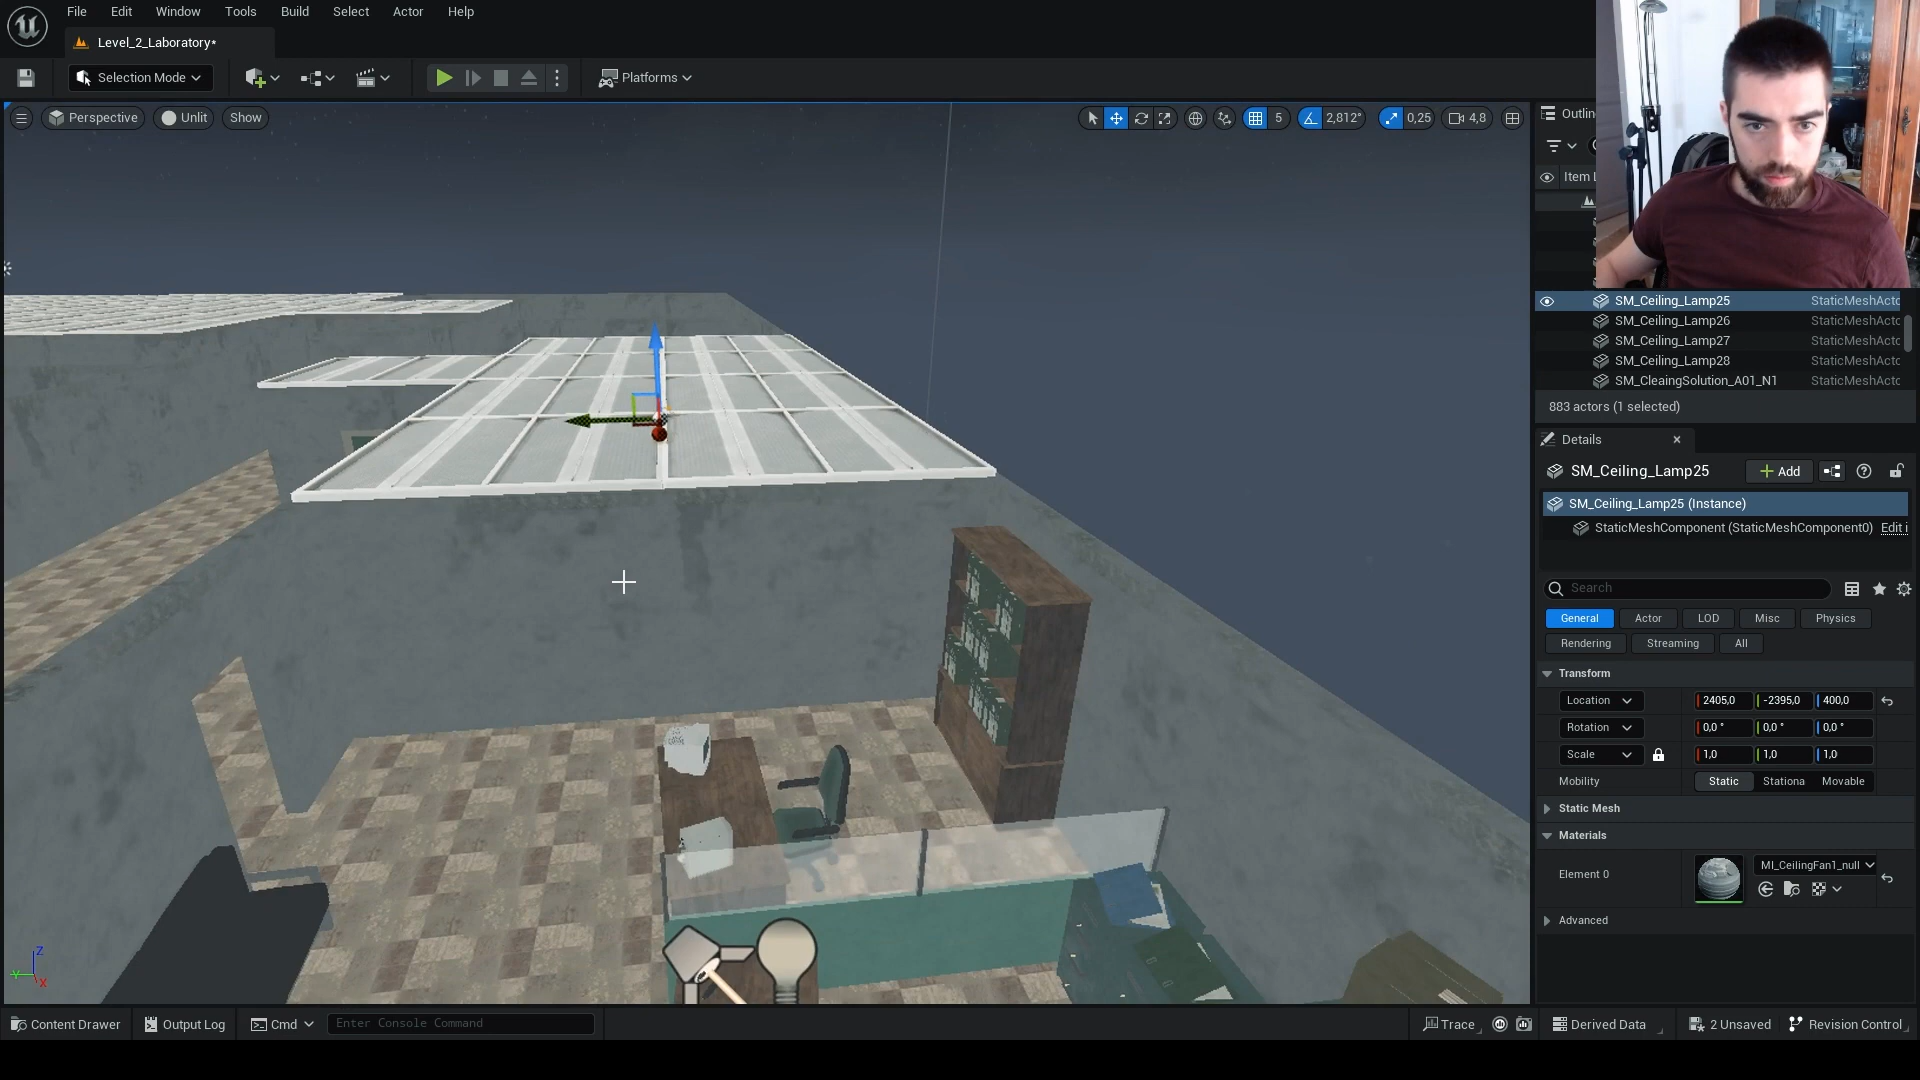 File Edit Window Tools Build Select Actor Help
Level_2_Laboratory*
Selection Mode
Platforms
Perspective Unlit Show
5 2,812° 0,25 4,8
Outlin
Item L
SM_Ceiling_Lamp25 StaticMeshActo
SM_Ceiling_Lamp26 StaticMeshActo
SM_Ceiling_Lamp27 StaticMeshActo
SM_Ceiling_Lamp28 StaticMeshActo
SM_CleaingSolution_A01_N1 StaticMeshActo
883 actors (1 selected)
Details
SM_Ceiling_Lamp25 Add
SM_Ceiling_Lamp25 (Instance)
StaticMeshComponent (StaticMeshComponent0) Edit i
Search
General Actor LOD Misc Physics
Rendering Streaming All
Transform
Location 2405,0 -2395,0 400,0
Rotation 0,0 ° 0,0 ° 0,0 °
Scale 1,0 1,0 1,0
Mobility Static Stationa Movable
Static Mesh
Materials
Element 0 MI_CeilingFan1_null
Advanced
Z
Y
X
Content Drawer Output Log Cmd Enter Console Command Trace Derived Data 2 Unsaved Revision Control